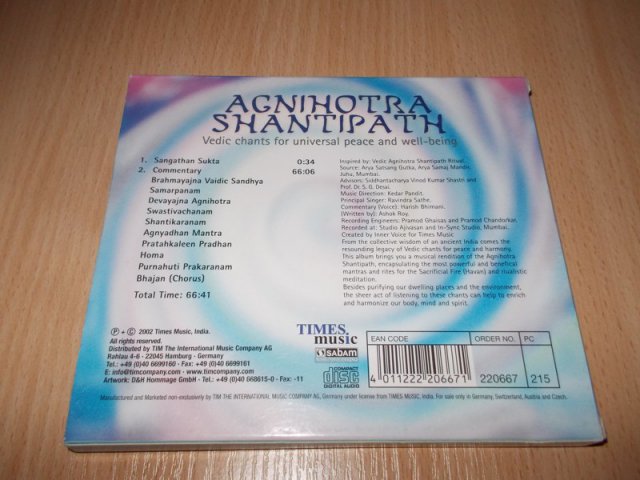 AGNIHOTRA
SHANTIPATH
Vedic chants for universal peace and well-being
1. Sangathan Sukta 0:34
2. Commentary 66:06
Brahmayajna Vaidic Sandhya
Samarpanam
Devayajna Agnihotra
Swastivachanam
Shantikaranam
Agnyadhan Mantra
Pratahkaleen Pradhan
Homa
Purnahuti Prakaranam
Bhajan (Chorus)
Total Time: 66:41
Inspired by: Vedic Agnihotra Shantipath Ritual.
Source: Arya Satsang Gutka, Arya Samaj Mandir,
Juhu, Mumbai.
Advisors: Siddhantacharya Vinod Kumar Shastri and
Prof. Dr. S. G. Desai.
Music Director: Kedar Pandit.
Principal Singer: Ravindra Sathe.
Commentary (Voice): Harish Bhimani.
(Written by): Ashok Roy.
Recording Engineers: Pramod Ghaisas and Pramod Chandorkar.
Recorded at: Studio Ajivasan and In-Sync Studio, Mumbai.
Created by Inner Voice for Times Music
From the collective wisdom of an ancient India comes the
resounding legacy of Vedic chants for peace and harmony.
This album brings you a musical rendition of the Agnihotra
Shantipath, encapsulating the most powerful and benefical
mantras and rites for the Sacrificial Fire (Havan) and ritualistic
meditation.
Besides purifying our dwelling places and the environment,
the sheer act of listening to these chants can help to enrich
and harmonize our body, mind and spirit.
℗ + © 2002 Times Music, India.
All rights reserved.
Distributed by TIM The International Music Company AG
Rahlau 4-6 - 22045 Hamburg - Germany
Tel.: +49 (0)40 6699160 - Fax: +49 (0)40 6699161
E: info@timcompany.com - www.timcompany.com
Artwork: D&H Hommage GmbH - Tel.: +49 (0)40 668615-0 - Fax: -11
TIMES
music
SADAM
COMPACT
disc
DIGITAL AUDIO
EAN CODE ORDER NO. PC
4 011222 206671 220667 215
Manufactured and Marketed non-exclusively by TIM THE INTERNATIONAL MUSIC COMPANY AG, Germany under license from TIMES MUSIC, India. For sale only in Germany, Switzerland, Austria and Czech.